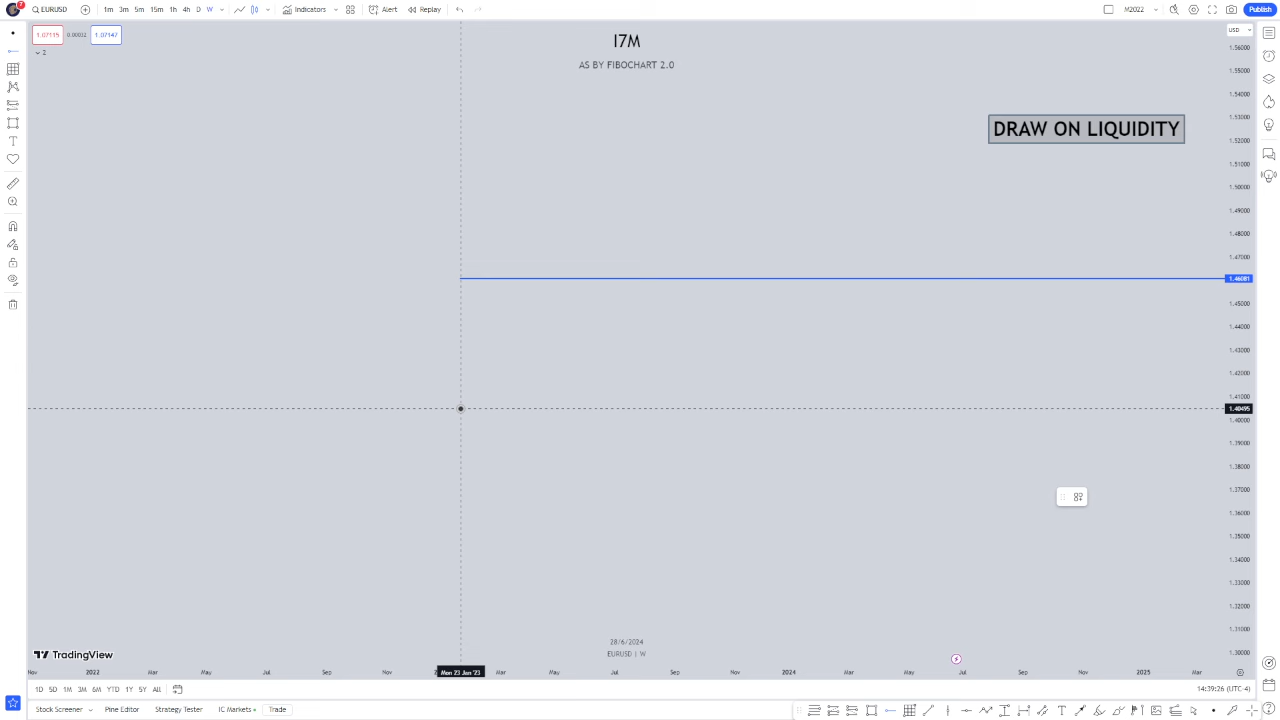 7
EURUSD
1m 3m 5m 15m 1h 4h D W
Indicators
Alert
Replay
M2022
Publish
1.07115 0.00032 1.07147
2
I7M
AS BY FIBOCHART 2.0
DRAW ON LIQUIDITY
USD
1.56000
1.55000
1.54000
1.53000
1.52000
1.51000
1.50000
1.49000
1.48000
1.47000
1.46081
1.45000
1.44000
1.43000
1.42000
1.41000
1.40495
1.40000
1.39000
1.38000
1.37000
1.36000
1.35000
1.34000
1.33000
1.32000
1.31000
1.30000
28/6/2024
EURUSD | W
TradingView
Nov 2022 Mar May Jul Sep Nov 2 Mon 23 Jan '23 Mar May Jul Sep Nov 2024 Mar May Jul Sep Nov 2025 Mar
1D 5D 1M 3M 6M YTD 1Y 5Y All
14:39:26 (UTC-4)
Stock Screener Pine Editor Strategy Tester IC Markets Trade